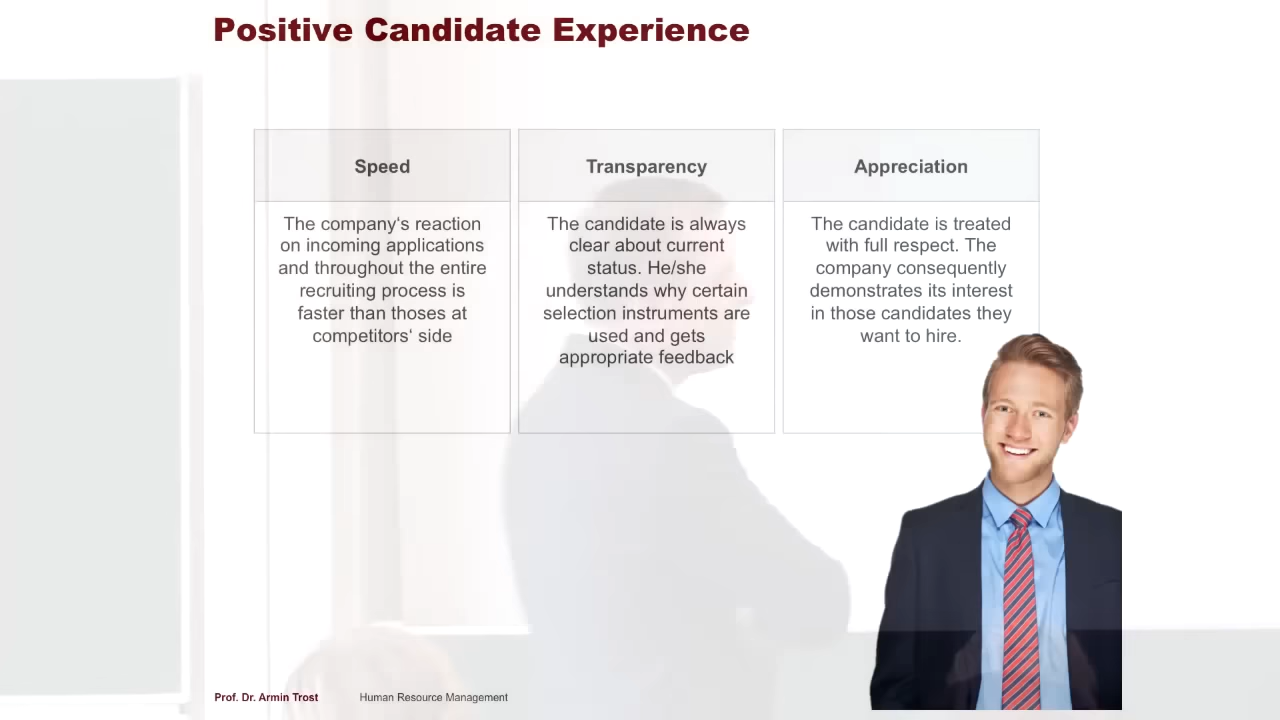 Positive Candidate Experience
Speed
The company‘s reaction
on incoming applications
and throughout the entire
recruiting process is
faster than thoses at
competitors‘ side
Transparency
The candidate is always
clear about current
status. He/she
understands why certain
selection instruments are
used and gets
appropriate feedback
Appreciation
The candidate is treated
with full respect. The
company consequently
demonstrates its interest
in those candidates they
want to hire.
Prof. Dr. Armin Trost Human Resource Management